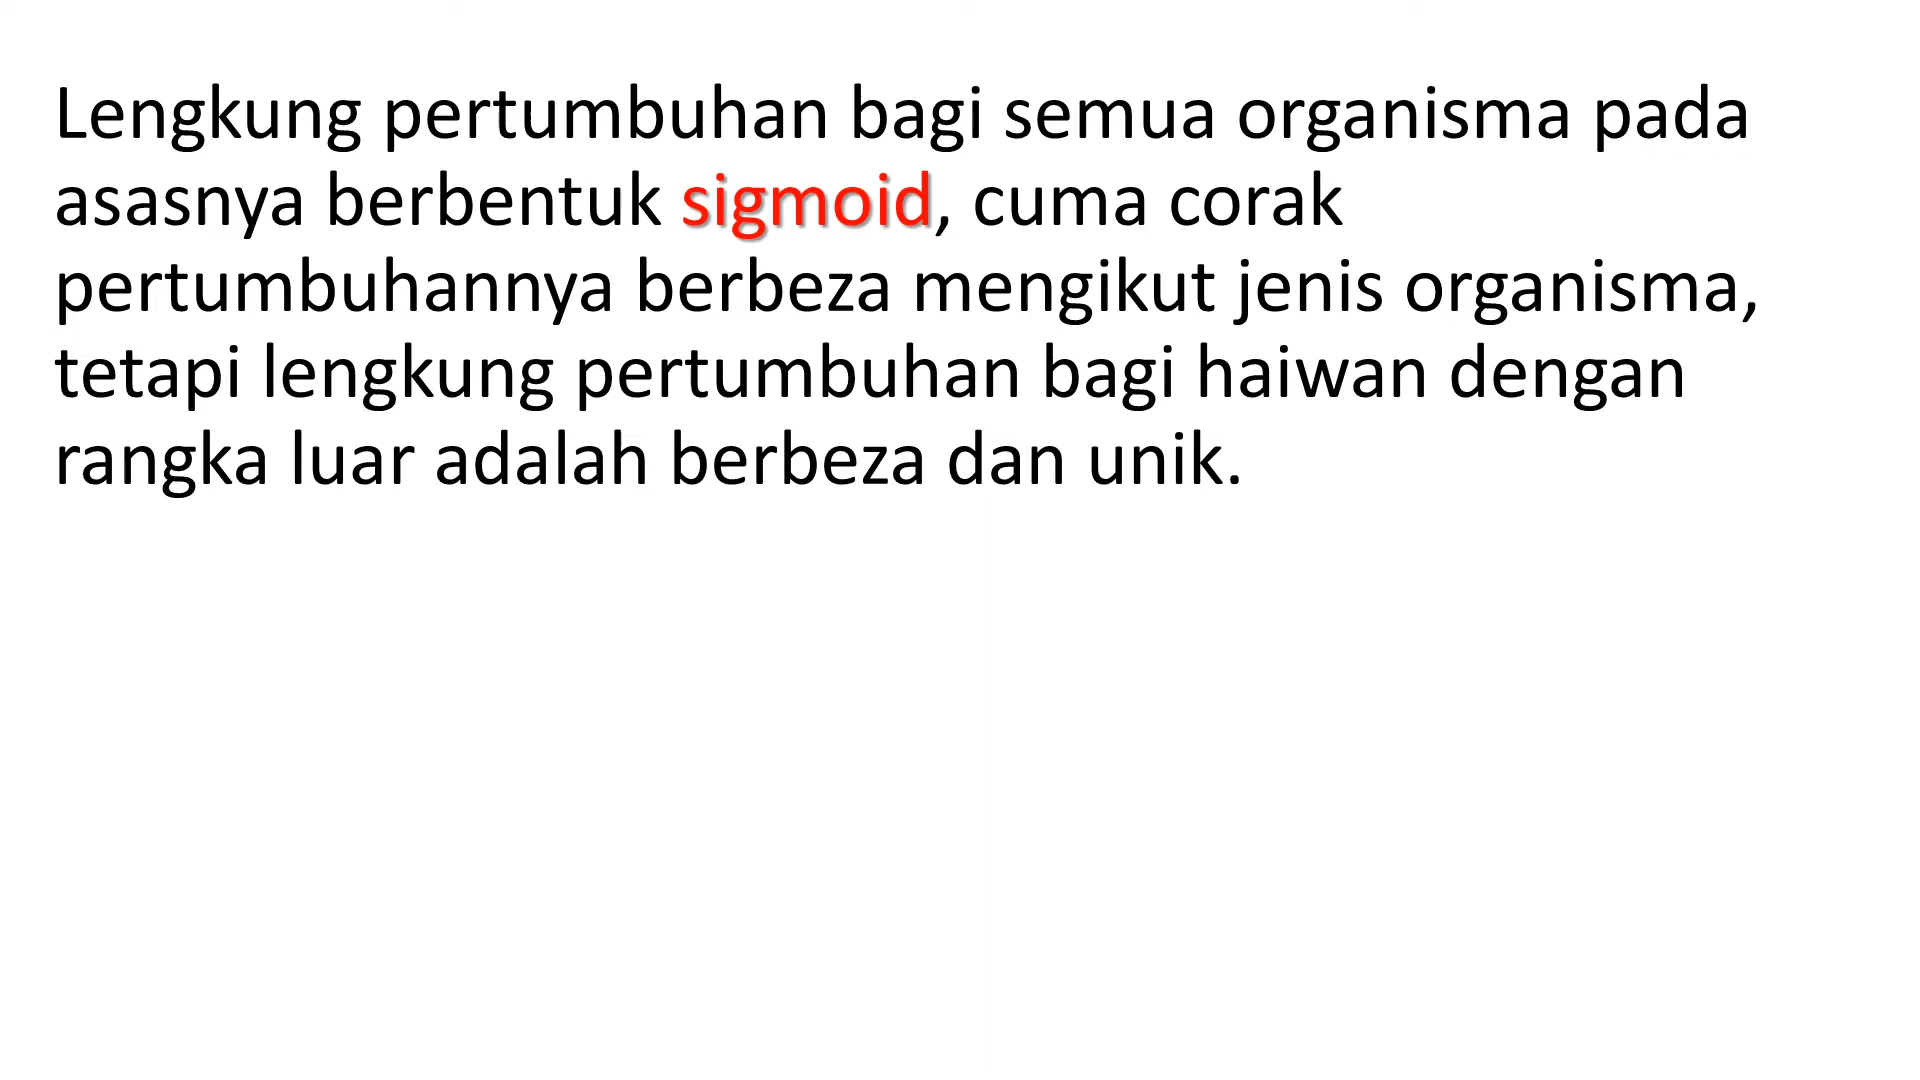 Lengkung pertumbuhan bagi semua organisma pada
asasnya berbentuk sigmoid, cuma corak
pertumbuhannya berbeza mengikut jenis organisma,
tetapi lengkung pertumbuhan bagi haiwan dengan
rangka luar adalah berbeza dan unik.